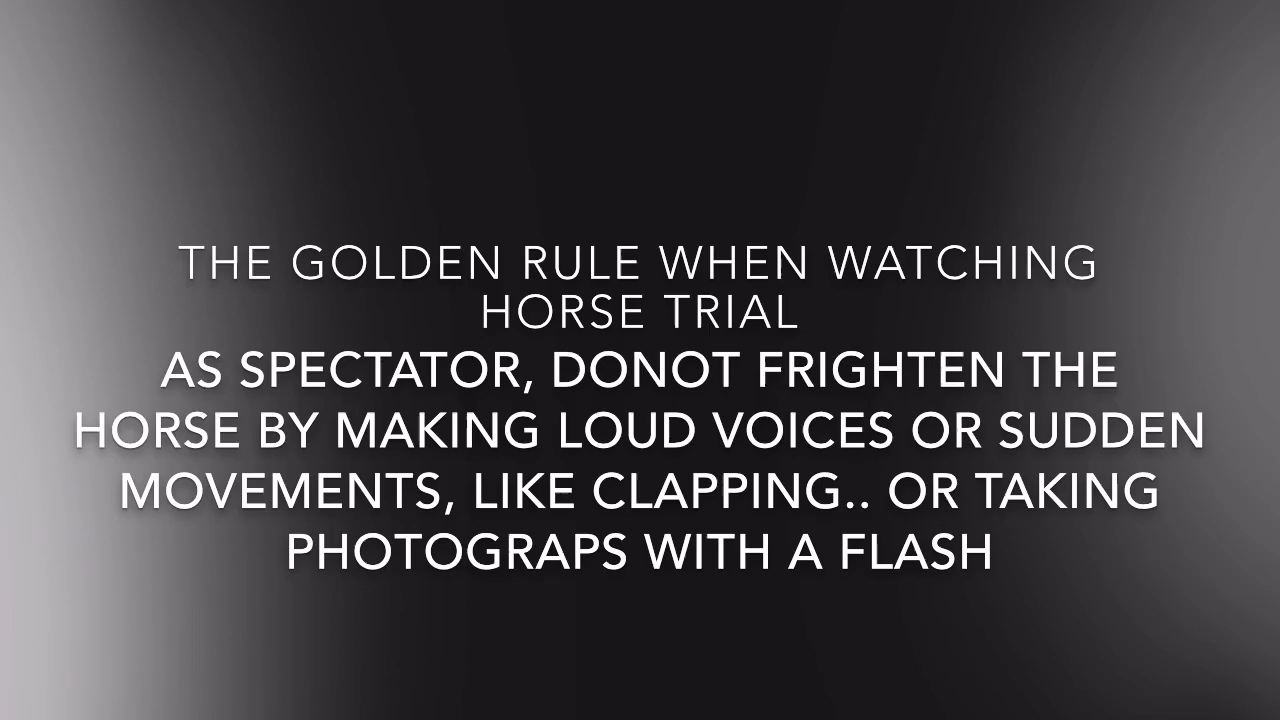 THE GOLDEN RULE WHEN WATCHING
HORSE TRIAL
AS SPECTATOR, DONOT FRIGHTEN THE
HORSE BY MAKING LOUD VOICES OR SUDDEN
MOVEMENTS, LIKE CLAPPING.. OR TAKING
PHOTOGRAPS WITH A FLASH